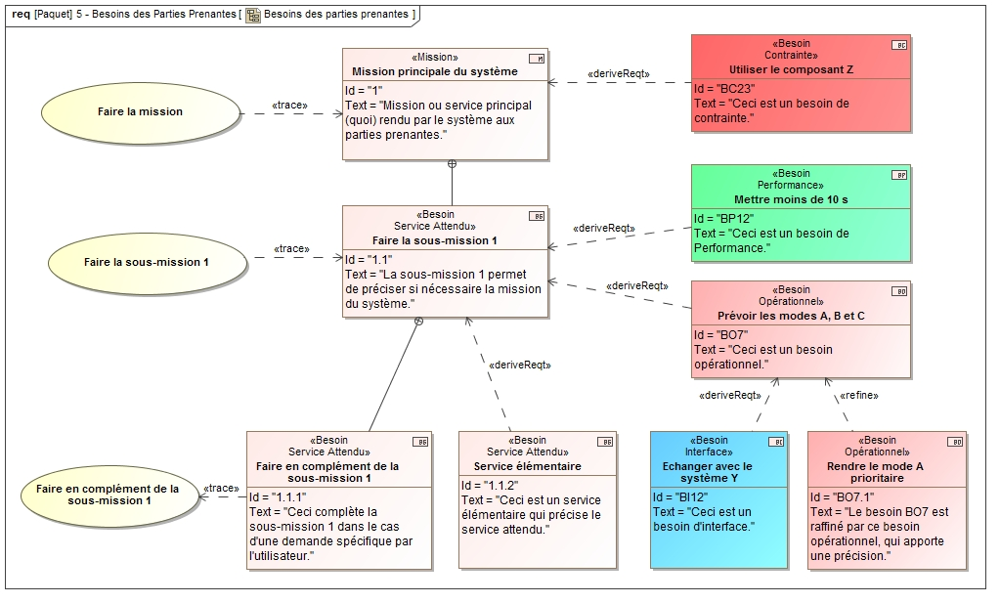 req [Paquet] 5 - Besoins des Parties Prenantes [ Besoins des parties prenantes ]
«Mission»
M
Mission principale du système
Id = "1"
Text = "Mission ou service principal
(quoi) rendu par le système aux
parties prenantes."
«Besoin
Contrainte»
BC
Utiliser le composant Z
Id = "BC23"
Text = "Ceci est un besoin de
contrainte."
«deriveReqt»
Faire la mission
«trace»
«Besoin
Performance»
BP
Mettre moins de 10 s
Id = "BP12"
Text = "Ceci est un besoin de
Performance."
«deriveReqt»
«Besoin
Service Attendu»
Faire la sous-mission 1
Id = "1.1"
Text = "La sous-mission 1 permet
de préciser si nécessaire la mission
du système."
Faire la sous-mission 1
«trace»
«deriveReqt»
«Besoin
Opérationnel»
BO
Prévoir les modes A, B et C
Id = "BO7"
Text = "Ceci est un besoin
opérationnel."
«deriveReqt»
«deriveReqt»
«refine»
«Besoin
Service Attendu»
Faire en complément de la
sous-mission 1
Id = "1.1.1"
Text = "Ceci complète la
sous-mission 1 dans le cas
d'une demande spécifique par
l'utilisateur."
Faire en complément de la
sous-mission 1
«trace»
«Besoin
Service Attendu»
Service élémentaire
Id = "1.1.2"
Text = "Ceci est un service
élémentaire qui précise le
service attendu."
«Besoin
Interface»
BI
Echanger avec le
système Y
Id = "BI12"
Text = "Ceci est un
besoin d'interface."
«Besoin
Opérationnel»
BO
Rendre le mode A
prioritaire
Id = "BO7.1"
Text = "Le besoin BO7 est
raffiné par ce besoin
opérationnel, qui apporte
une précision."